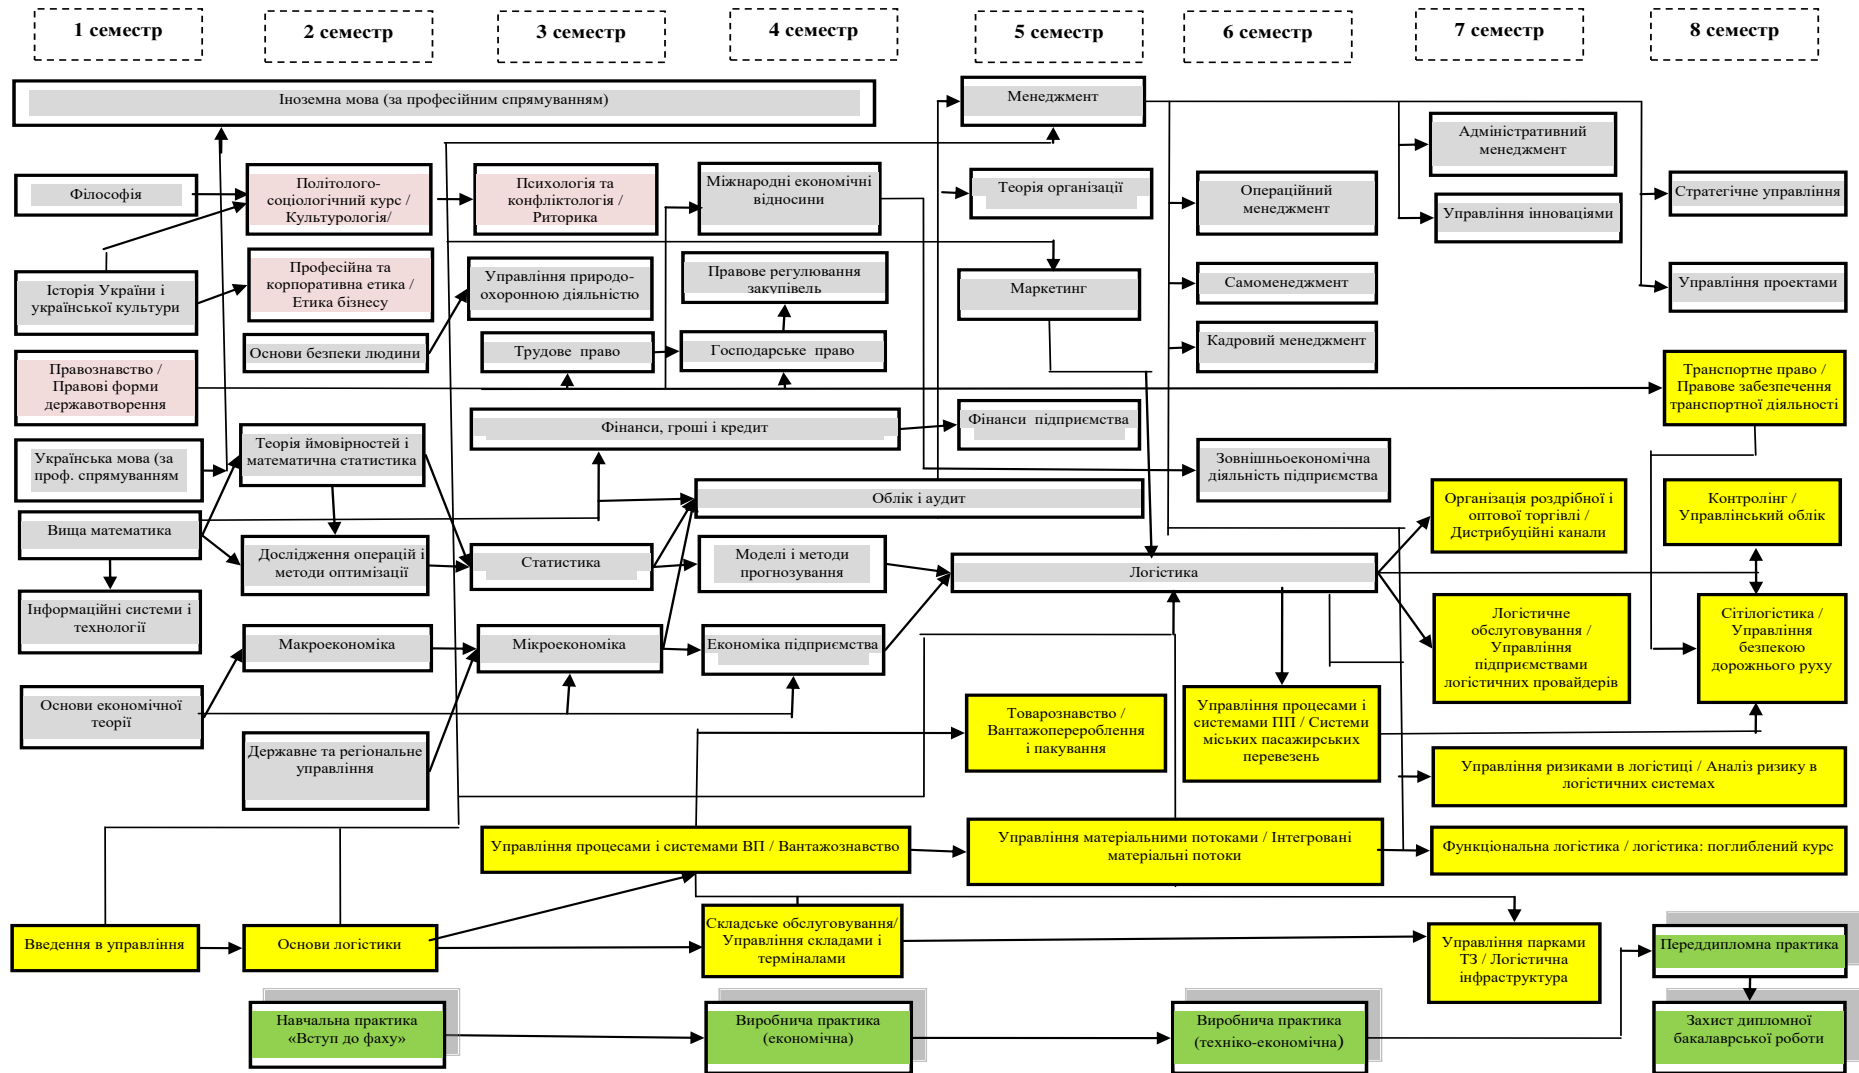 1 семестр
2 семестр
3 семестр
4 семестр
5 семестр
6 семестр
7 семестр
8 семестр
Іноземна мова (за професійним спрямуванням)
Менеджмент
Адміністративний
менеджмент
Філософія
Політолого-
соціологічний курс /
Культурологія/
Психологія та
конфліктологія /
Риторика
Міжнародні економічні
відносини
Теорія організації
Операційний
менеджмент
Управління інноваціями
Стратегічне управління
Історія України і
української культури
Професійна та
корпоративна етика /
Етика бізнесу
Управління природо-
охоронною діяльністю
Правове регулювання
закупівель
Маркетинг
Самоменеджмент
Управління проектами
Основи безпеки людини
Трудове право
Господарське право
Кадровий менеджмент
Правознавство /
Правові форми
державотворення
Транспортне право /
Правове забезпечення
транспортної діяльності
Українська мова (за
проф. спрямуванням
Теорія ймовірностей і
математична статистика
Фінанси, гроші і кредит
Фінанси підприємства
Зовнішньоекономічна
діяльність підприємства
Облік і аудит
Організація роздрібної і
оптової торгівлі /
Дистрибуційні канали
Контролінг /
Управлінський облік
Вища математика
Дослідження операцій і
методи оптимізації
Статистика
Моделі і методи
прогнозування
Логістика
Інформаційні системи і
технології
Макроекономіка
Мікроекономіка
Економіка підприємства
Логістичне
обслуговування /
Управління
підприємствами
логістичних провайдерів
Сітілогістика /
Управління
безпекою
дорожнього руху
Основи економічної
теорії
Державне та регіональне
управління
Товарознавство /
Вантажоперероблення
і пакування
Управління процесами і
системами ПП / Системи
міських пасажирських
перевезень
Управління ризиками в логістиці / Аналіз ризику в
логістичних системах
Управління процесами і системами ВП / Вантажознавство
Управління матеріальними потоками / Інтегровані
матеріальні потоки
Функціональна логістика / логістика: поглиблений курс
Введення в управління
Основи логістики
Складське обслуговування/
Управління складами і
терміналами
Управління парками
ТЗ / Логістична
інфраструктура
Переддипломна практика
Навчальна практика
«Вступ до фаху»
Виробнича практика
(економічна)
Виробнича практика
(техніко-економічна)
Захист дипломної
бакалаврської роботи